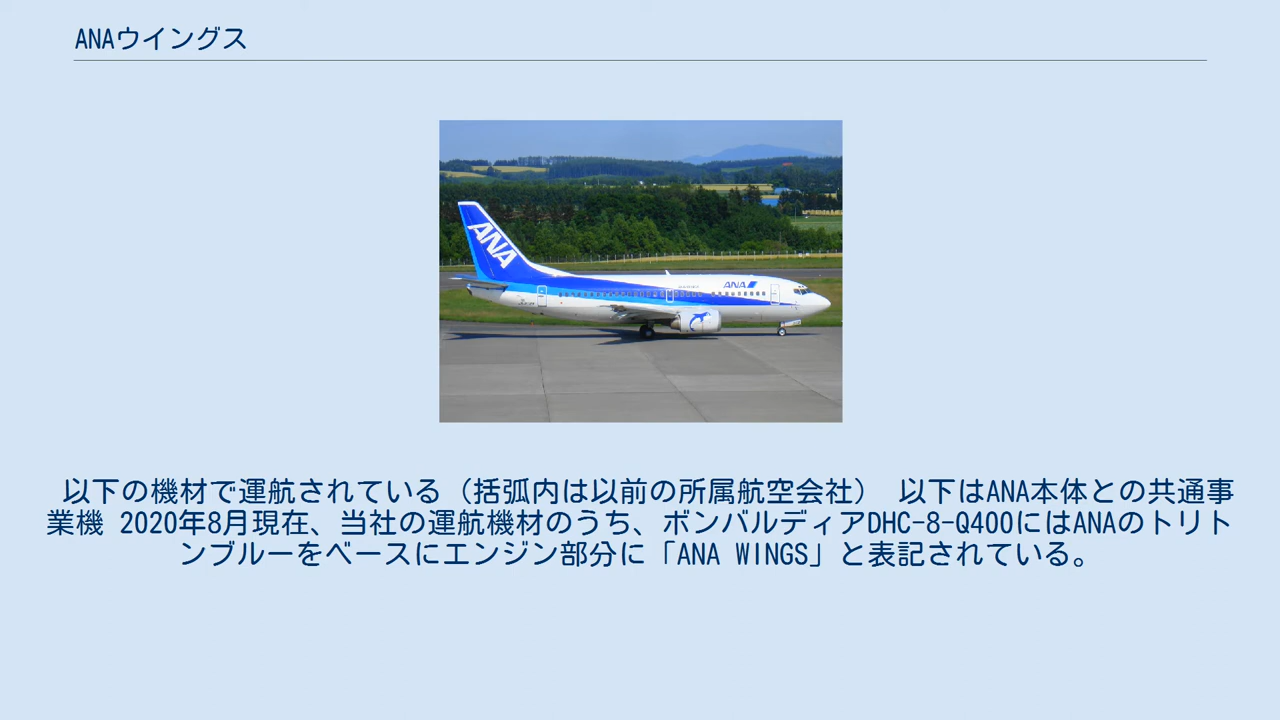 ANAウイングス
ANA
ANA
以下の機材で運航されている（括弧内は以前の所属航空会社） 以下はANA本体との共通事
業機 2020年8月現在、当社の運航機材のうち、ボンバルディアDHC-8-Q400にはANAのトリト
ンブルーをベースにエンジン部分に「ANA WINGS」と表記されている。